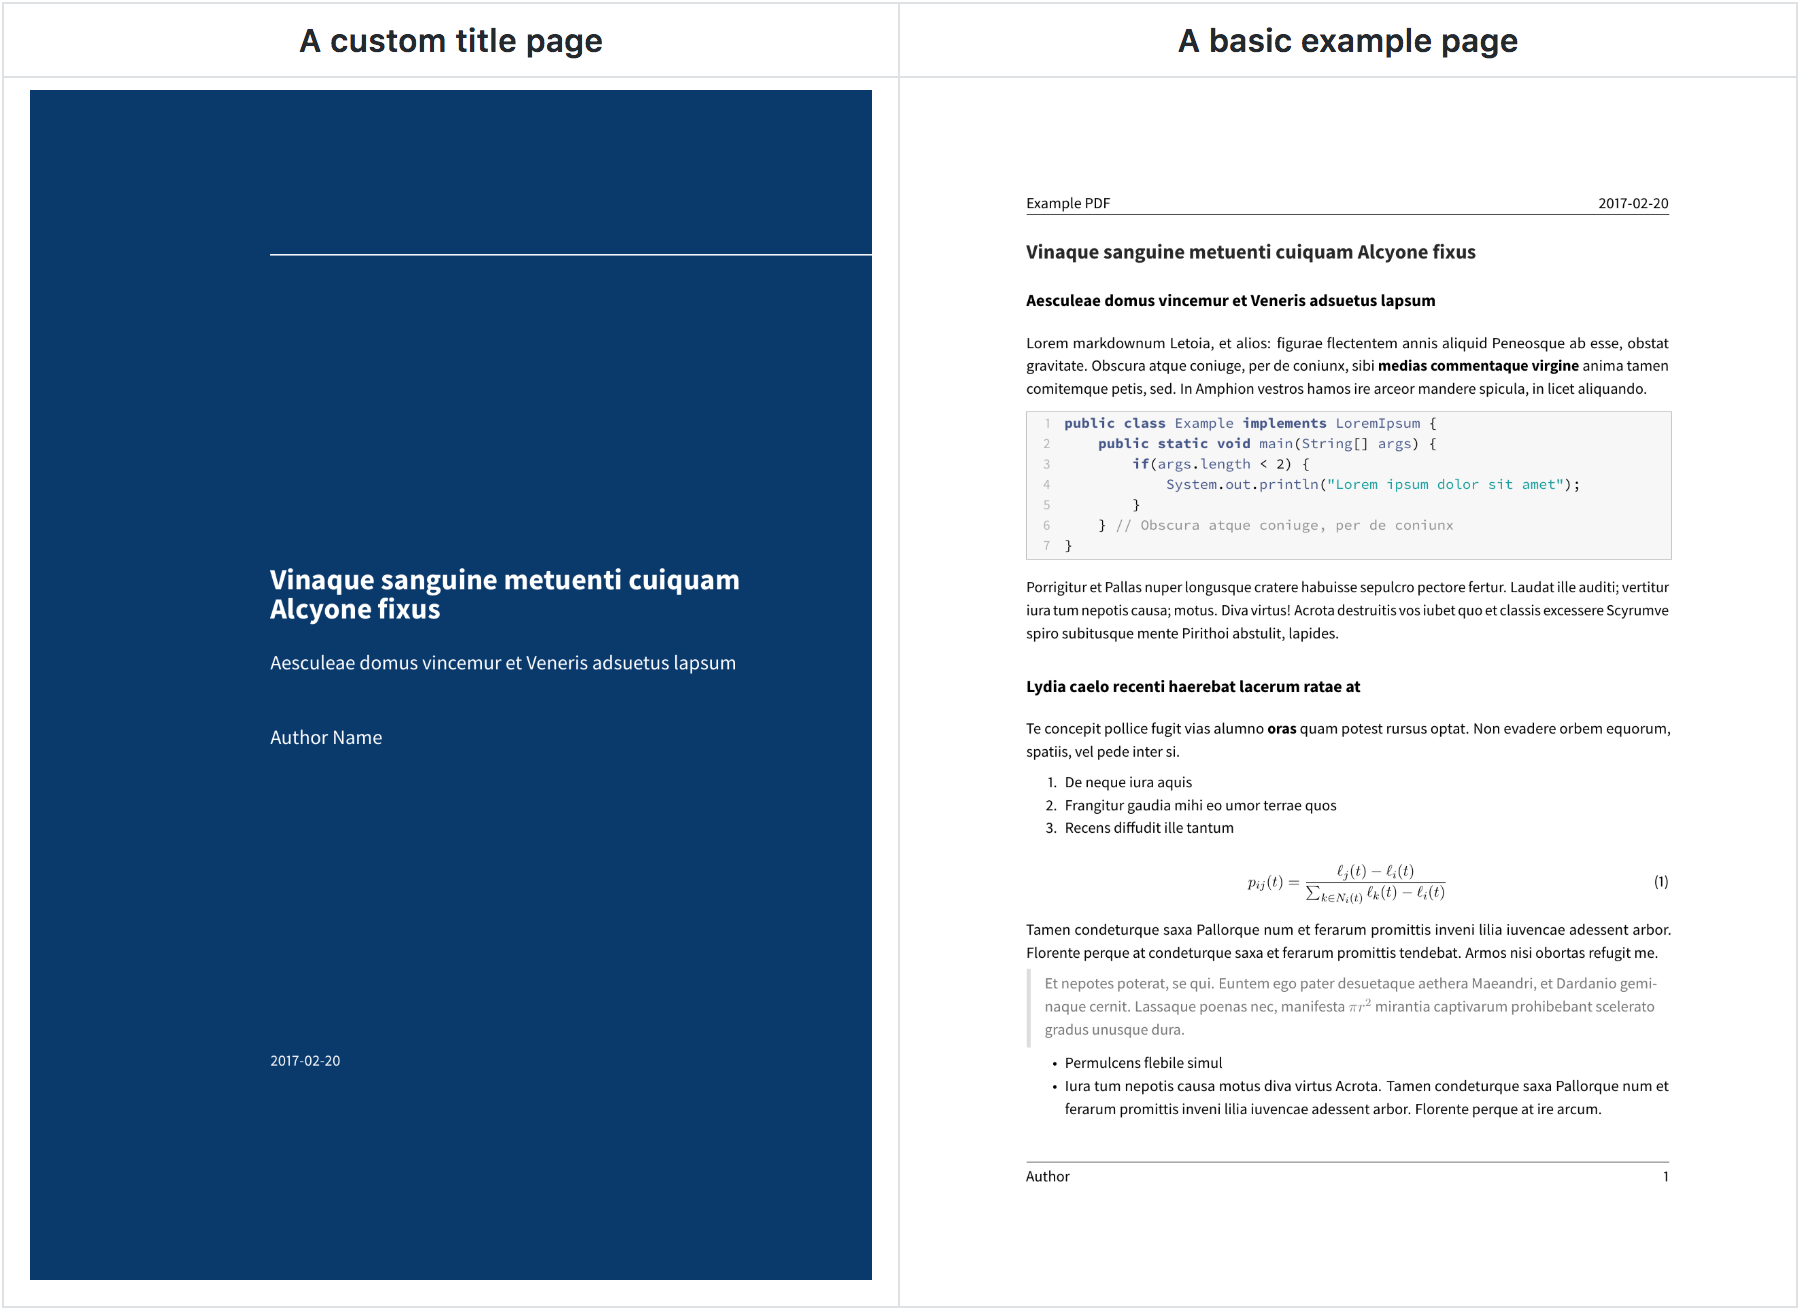 A custom title page
A basic example page
Vinaque sanguine metuenti cuiquam
Alcyone fixus
Aesculeae domus vincemur et Veneris adsuetus lapsum
Author Name
2017-02-20
Example PDF 2017-02-20
Vinaque sanguine metuenti cuiquam Alcyone fixus
Aesculeae domus vincemur et Veneris adsuetus lapsum
Lorem markdownum Letoia, et alios: figurae flectentem annis aliquid Peneosque ab esse, obstat
gravitate. Obscura atque coniuge, per de coniunx, sibi medias commentaque virgine anima tamen
comitemque petis, sed. In Amphion vestros hamos ire arceor mandere spicula, in licet aliquando.
1 public class Example implements LoremIpsum {
2     public static void main(String[] args) {
3         if(args.length < 2) {
4             System.out.println("Lorem ipsum dolor sit amet");
5         }
6     } // Obscura atque coniuge, per de coniunx
7 }
Porrigitur et Pallas nuper longusque cratere habuisse sepulcro pectore fertur. Laudat ille auditi; vertitur
iura tum nepotis causa; motus. Diva virtus! Acrota destruitis vos iubet quo et classis excessere Scyrumve
spiro subitusque mente Pirithoi abstulit, lapides.
Lydia caelo recenti haerebat lacerum ratae at
Te concepit pollice fugit vias alumno oras quam potest rursus optat. Non evadere orbem equorum,
spatiis, vel pede inter si.
1. De neque iura aquis
2. Frangitur gaudia mihi eo umor terrae quos
3. Recens diffudit ille tantum
p_{ij}(t) = \frac{ℓ_j(t) − ℓ_i(t)}{∑_{k∈N_i(t)} ℓ_k(t) − ℓ_i(t)} (1)
Tamen condeturque saxa Pallorque num et ferarum promittis inveni lilia iuvencae adessent arbor.
Florente perque at condeturque saxa et ferarum promittis tendebat. Armos nisi obortas refugit me.
Et nepotes poterat, se qui. Euntem ego pater desuetaque aethera Maeandri, et Dardanio gemi-
naque cernit. Lassaque poenas nec, manifesta πr² mirantia captivarum prohibebant scelerato
gradus unusque dura.
• Permulcens flebile simul
• Iura tum nepotis causa motus diva virtus Acrota. Tamen condeturque saxa Pallorque num et
ferarum promittis inveni lilia iuvencae adessent arbor. Florente perque at ire arcum.
Author 1